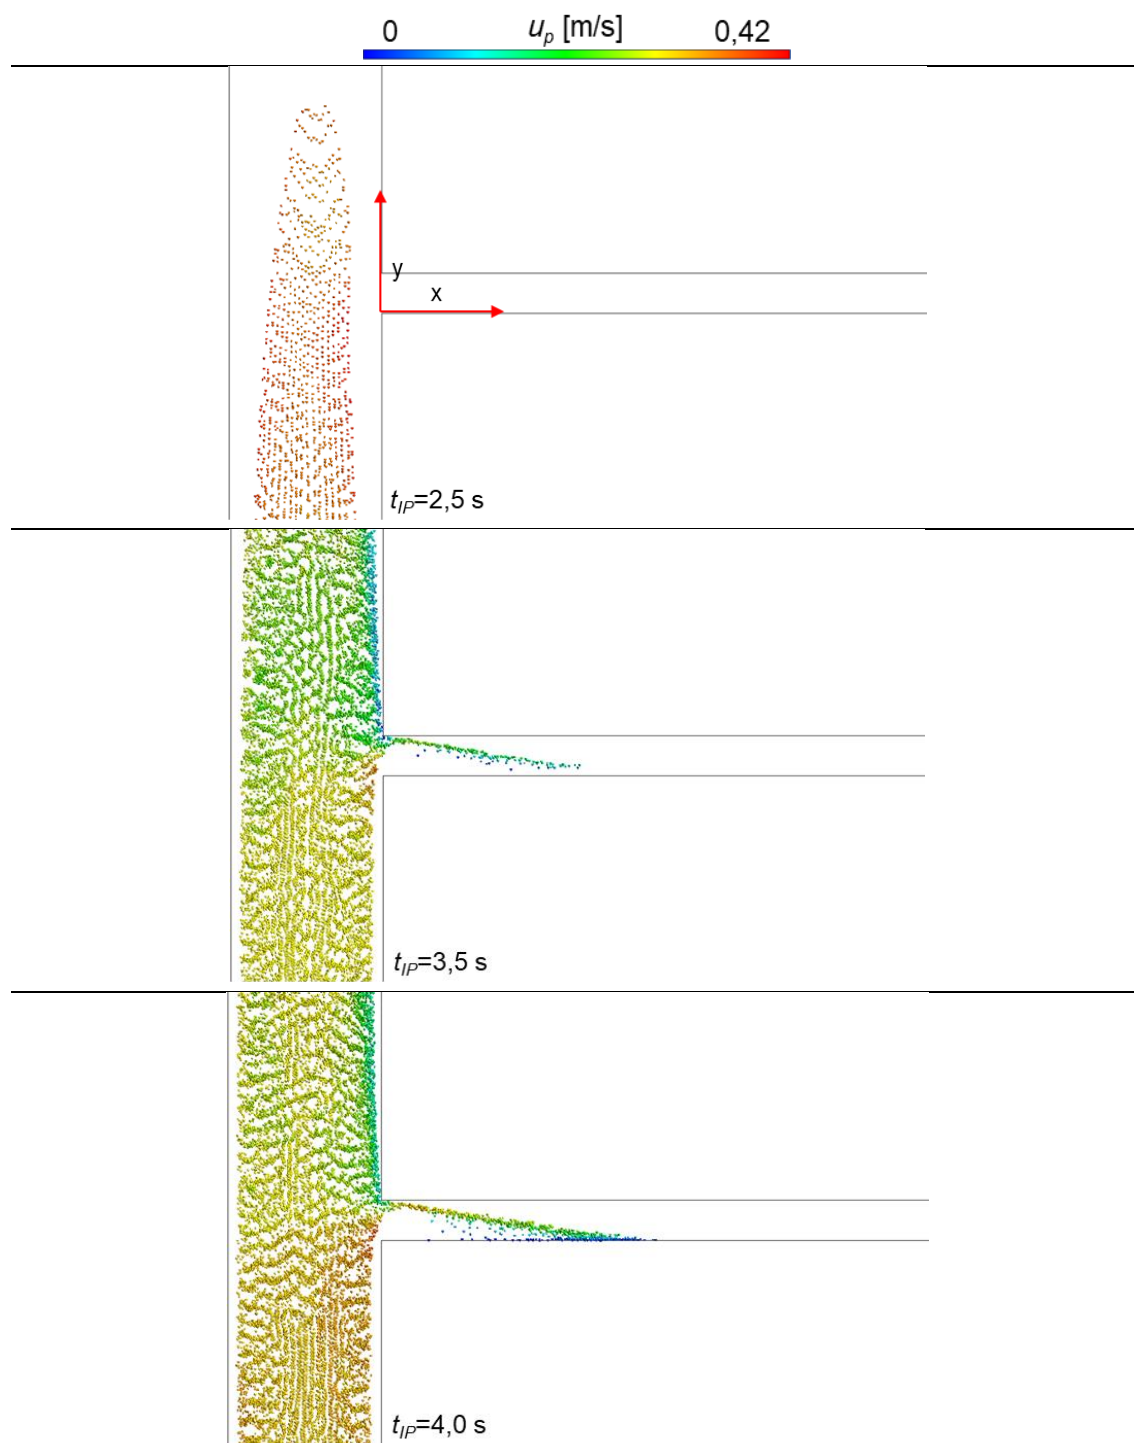 0 u_p [m/s] 0,42
y
x
t_IP=2,5 s
t_IP=3,5 s
t_IP=4,0 s